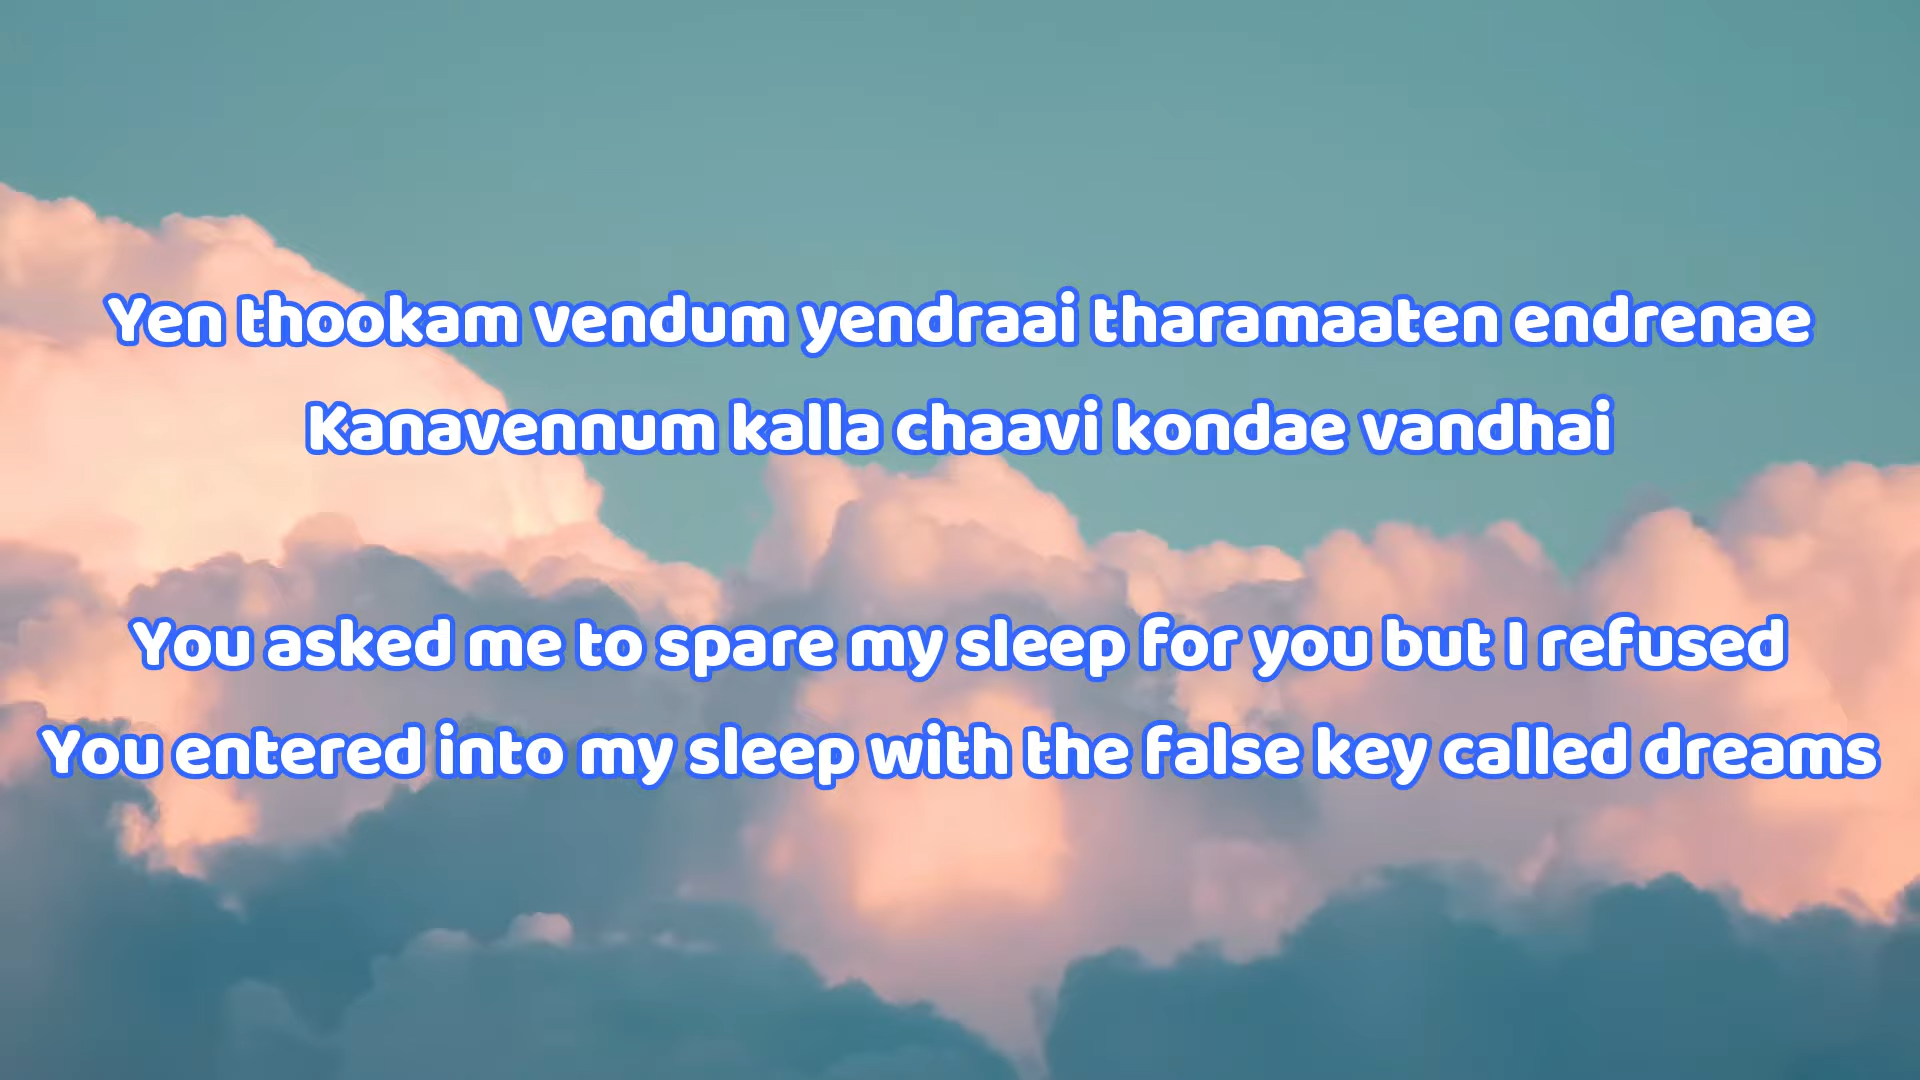 Yen thookam vendum yendraai tharamaaten endrenae
Kanavennum kalla chaavi kondae vandhai
You asked me to spare my sleep for you but I refused
You entered into my sleep with the false key called dreams